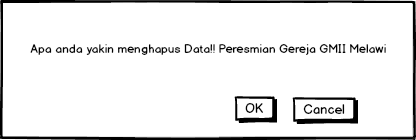 Apa anda yakin menghapus Data!! Peresmian Gereja GMII Melawi
OK
Cancel